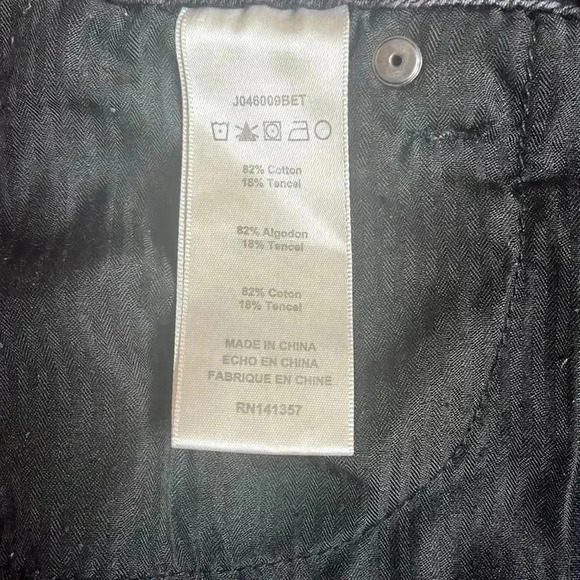 J046009BET
82% Cotton
18% Tencel
82% Algodon
18% Tencel
82% Coton
18% Tencel
MADE IN CHINA
ECHO EN CHINA
FABRIQUE EN CHINE
RN141357